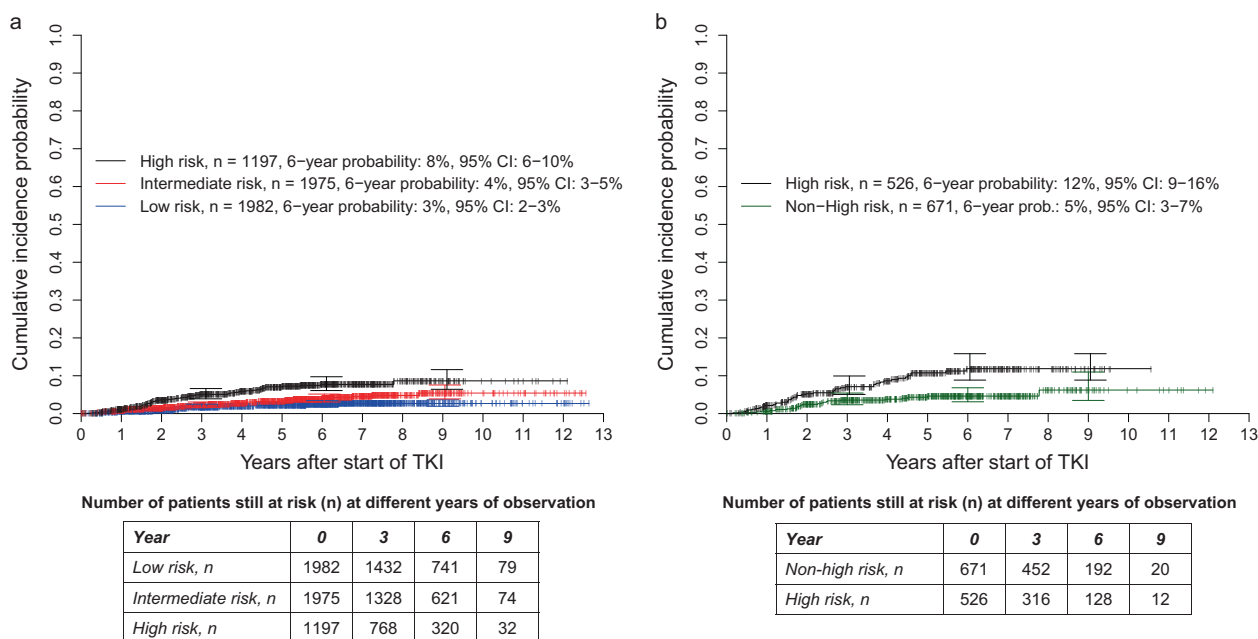 a
Cumulative incidence probability
1.0
0.9
0.8
0.7
0.6
0.5
0.4
0.3
0.2
0.1
0.0
High risk, n = 1197, 6−year probability: 8%, 95% CI: 6−10%
Intermediate risk, n = 1975, 6−year probability: 4%, 95% CI: 3−5%
Low risk, n = 1982, 6−year probability: 3%, 95% CI: 2−3%
0 1 2 3 4 5 6 7 8 9 10 11 12 13
Years after start of TKI
Number of patients still at risk (n) at different years of observation
Year 0 3 6 9
Low risk, n 1982 1432 741 79
Intermediate risk, n 1975 1328 621 74
High risk, n 1197 768 320 32
b
Cumulative incidence probability
1.0
0.9
0.8
0.7
0.6
0.5
0.4
0.3
0.2
0.1
0.0
High risk, n = 526, 6−year probability: 12%, 95% CI: 9−16%
Non−High risk, n = 671, 6−year prob.: 5%, 95% CI: 3−7%
0 1 2 3 4 5 6 7 8 9 10 11 12 13
Years after start of TKI
Number of patients still at risk (n) at different years of observation
Year 0 3 6 9
Non-high risk, n 671 452 192 20
High risk, n 526 316 128 12